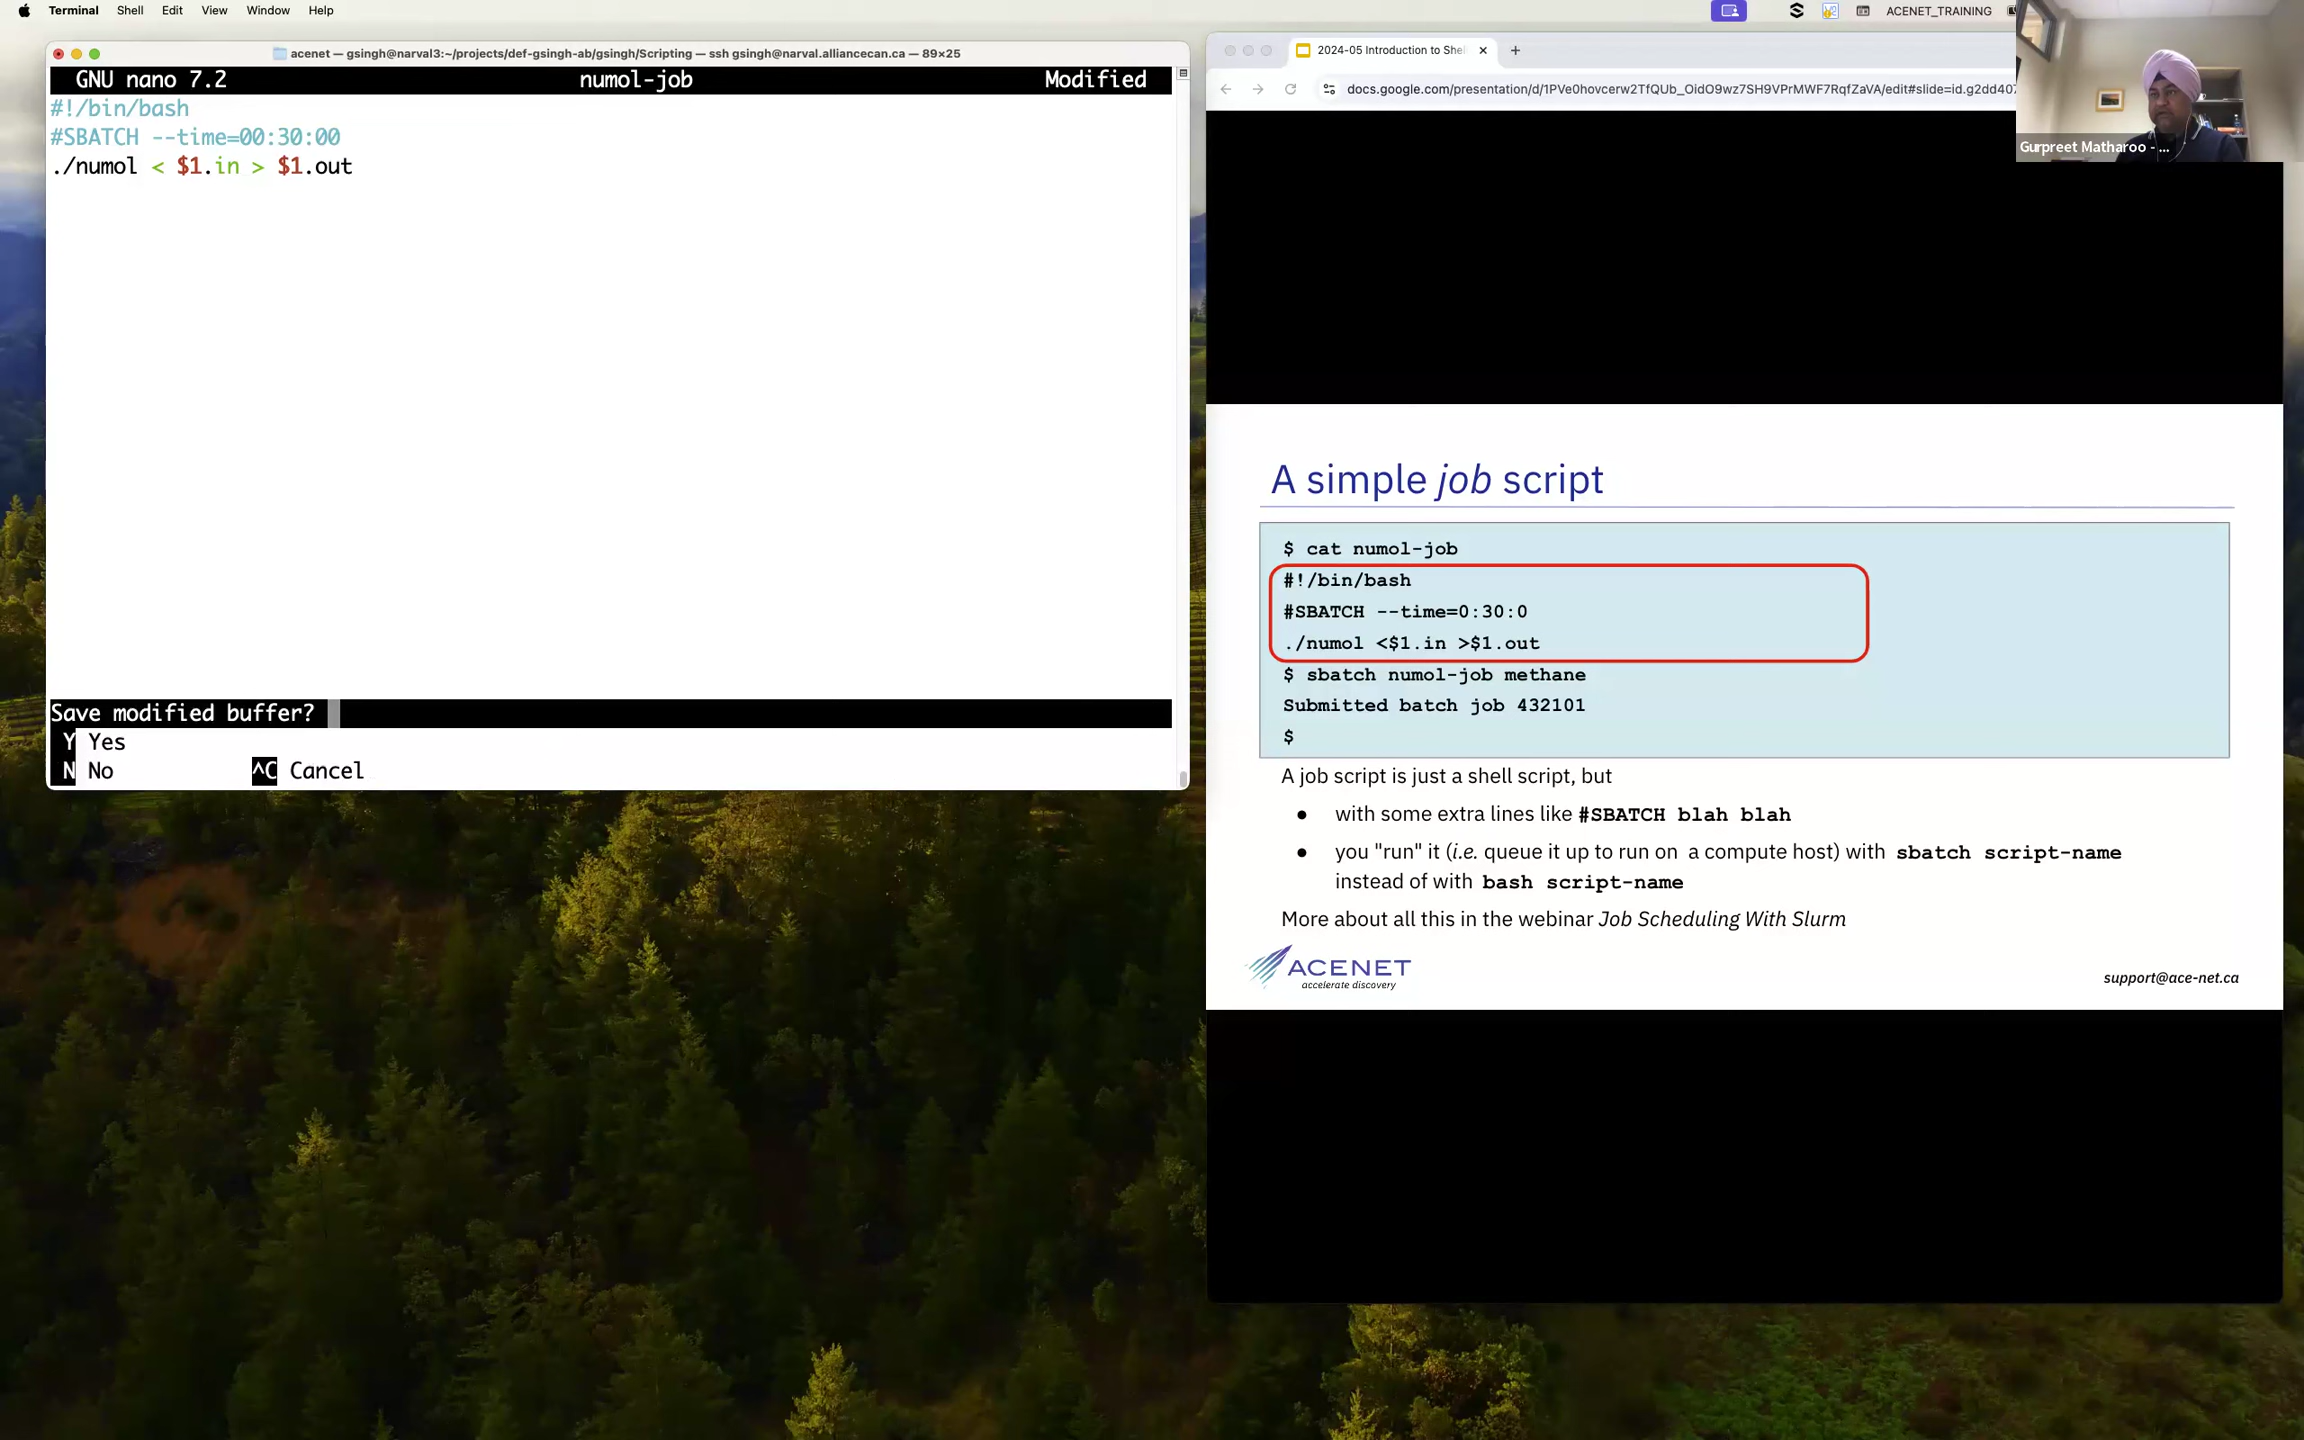 Terminal Shell Edit View Window Help
ACENET_TRAINING
acenet — gsingh@narval3:~/projects/def-gsingh-ab/gsingh/Scripting — ssh gsingh@narval.alliancecan.ca — 89×25
GNU nano 7.2 numol-job Modified
#!/bin/bash
#SBATCH --time=00:30:00
./numol < $1.in > $1.out
Save modified buffer?
Y Yes
N No ^C Cancel
2024-05 Introduction to She
docs.google.com/presentation/d/1PVe0hovcerw2TfQUb_OidO9wz7SH9VPrMWF7RqfZaVA/edit#slide=id.g2dd407
Gurpreet Matharoo - ...
A simple job script
$ cat numol-job
#!/bin/bash
#SBATCH --time=0:30:0
./numol <$1.in >$1.out
$ sbatch numol-job methane
Submitted batch job 432101
$
A job script is just a shell script, but
● with some extra lines like #SBATCH blah blah
● you "run" it (i.e. queue it up to run on a compute host) with sbatch script-name
instead of with bash script-name
More about all this in the webinar Job Scheduling With Slurm
ACENET
accelerate discovery
support@ace-net.ca